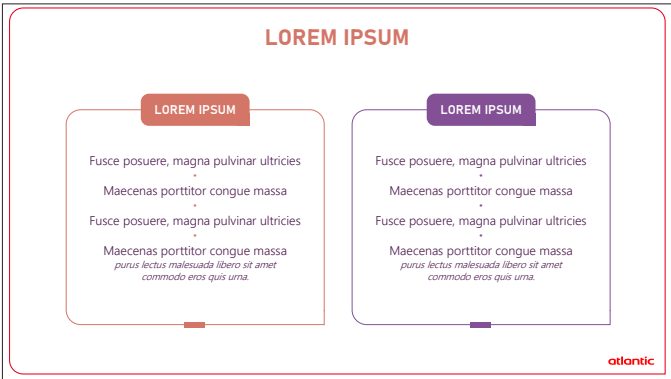 LOREM IPSUM
LOREM IPSUM
Fusce posuere, magna pulvinar ultricies
Maecenas porttitor congue massa
Fusce posuere, magna pulvinar ultricies
Maecenas porttitor congue massa
purus lectus malesuada libero sit amet
commodo eros quis urna.
LOREM IPSUM
Fusce posuere, magna pulvinar ultricies
Maecenas porttitor congue massa
Fusce posuere, magna pulvinar ultricies
Maecenas porttitor congue massa
purus lectus malesuada libero sit amet
commodo eros quis urna.
atlantic